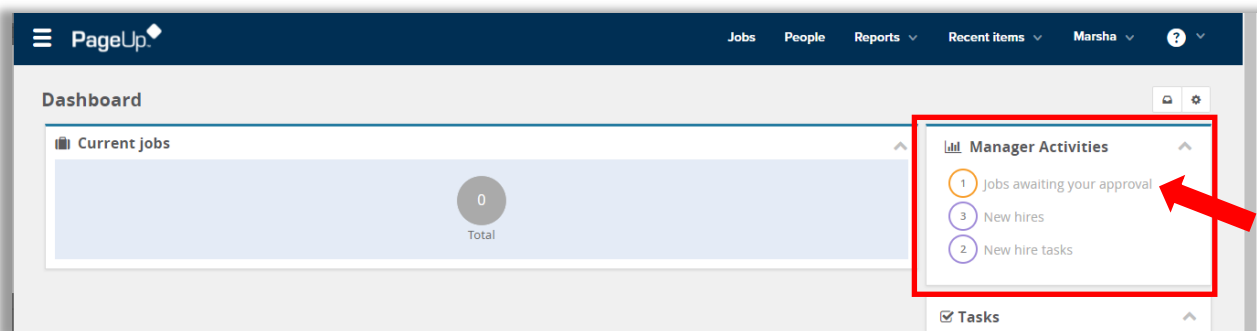 PageUp.
Jobs People Reports Recent items Marsha ?
Dashboard
Current jobs
0
Total
Manager Activities
1 Jobs awaiting your approval
3 New hires
2 New hire tasks
Tasks